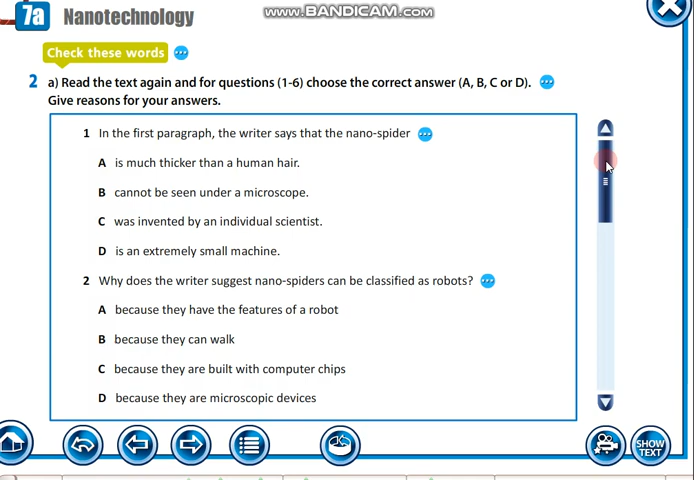 www.BANDICAM.com
7a Nanotechnology
Check these words
2 a) Read the text again and for questions (1-6) choose the correct answer (A, B, C or D).
Give reasons for your answers.
1 In the first paragraph, the writer says that the nano-spider
A is much thicker than a human hair.
B cannot be seen under a microscope.
C was invented by an individual scientist.
D is an extremely small machine.
2 Why does the writer suggest nano-spiders can be classified as robots?
A because they have the features of a robot
B because they can walk
C because they are built with computer chips
D because they are microscopic devices
SHOW
TEXT